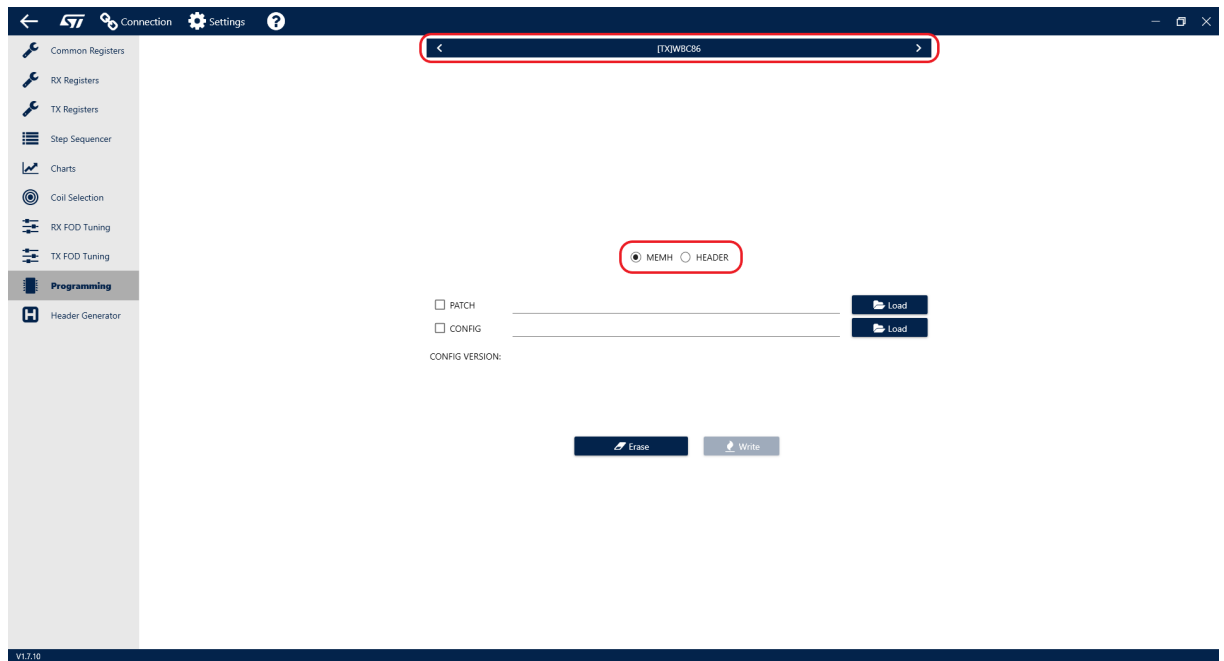 ST Connection Settings ?
Common Registers
RX Registers
TX Registers
Step Sequencer
Charts
Coil Selection
RX FOD Tuning
TX FOD Tuning
Programming
H Header Generator
[TX]WBC86
MEMH HEADER
PATCH Load
CONFIG Load
CONFIG VERSION:
Erase Write
V1.7.10